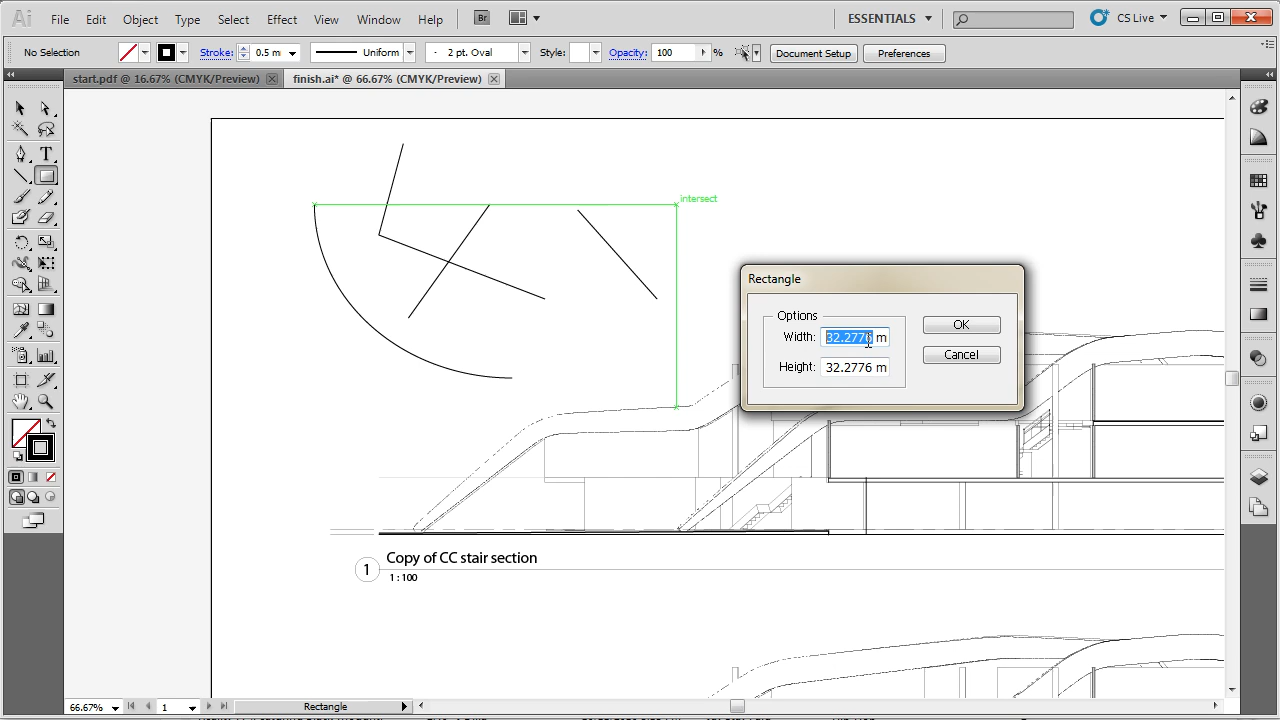 Ai File Edit Object Type Select Effect View Window Help Br ESSENTIALS CS Live
No Selection Stroke: 0.5 m Uniform 2 pt. Oval Style: Opacity: 100 % Document Setup Preferences
start.pdf @ 16.67% (CMYK/Preview) finish.ai* @ 66.67% (CMYK/Preview)
T
intersect
Rectangle
Options
Width: 32.2776 m OK
Height: 32.2776 m Cancel
Copy of CC stair section
1
1 : 100
66.67% 1 Rectangle